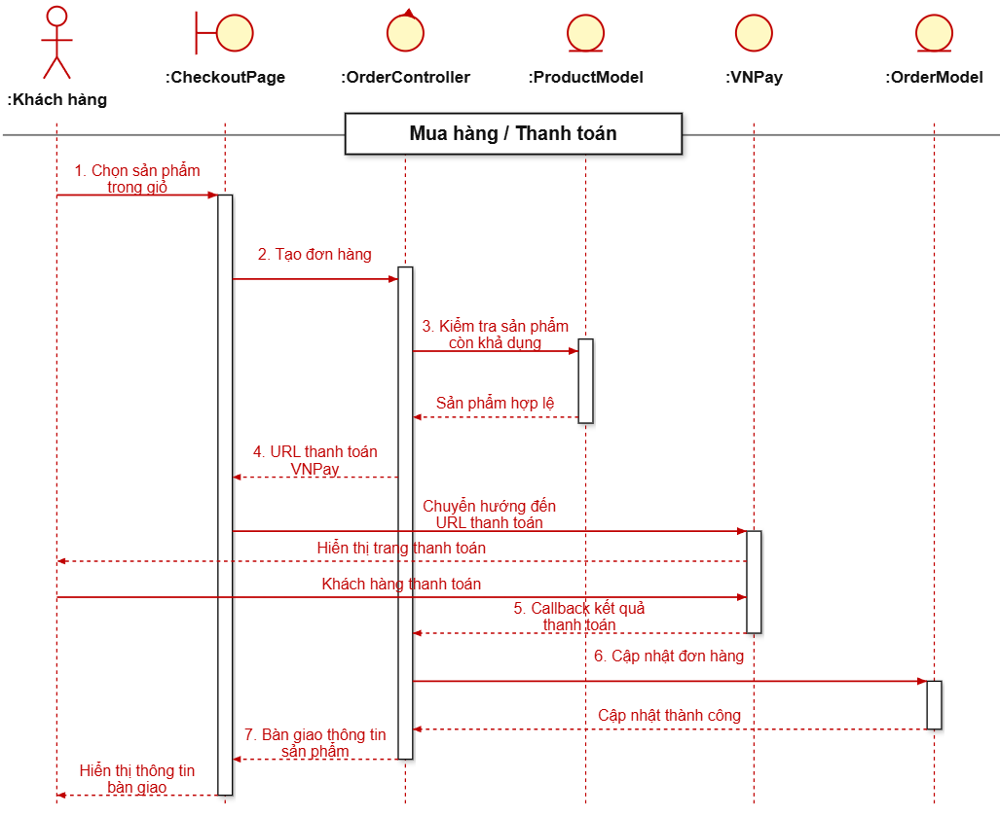 :Khách hàng
:CheckoutPage
:OrderController
:ProductModel
:VNPay
:OrderModel
Mua hàng / Thanh toán
1. Chọn sản phẩm
trong giỏ
2. Tạo đơn hàng
3. Kiểm tra sản phẩm
còn khả dụng
Sản phẩm hợp lệ
4. URL thanh toán
VNPay
Chuyển hướng đến
URL thanh toán
Hiển thị trang thanh toán
Khách hàng thanh toán
5. Callback kết quả
thanh toán
6. Cập nhật đơn hàng
Cập nhật thành công
7. Bàn giao thông tin
sản phẩm
Hiển thị thông tin
bàn giao